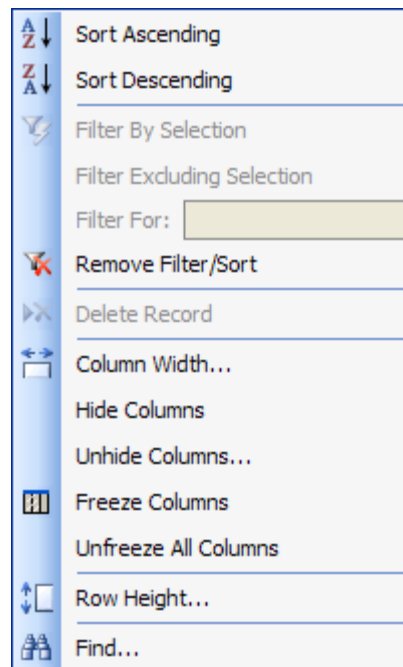 Sort Ascending
Sort Descending
Filter By Selection
Filter Excluding Selection
Filter For:
Remove Filter/Sort
Delete Record
Column Width...
Hide Columns
Unhide Columns...
Freeze Columns
Unfreeze All Columns
Row Height...
Find...